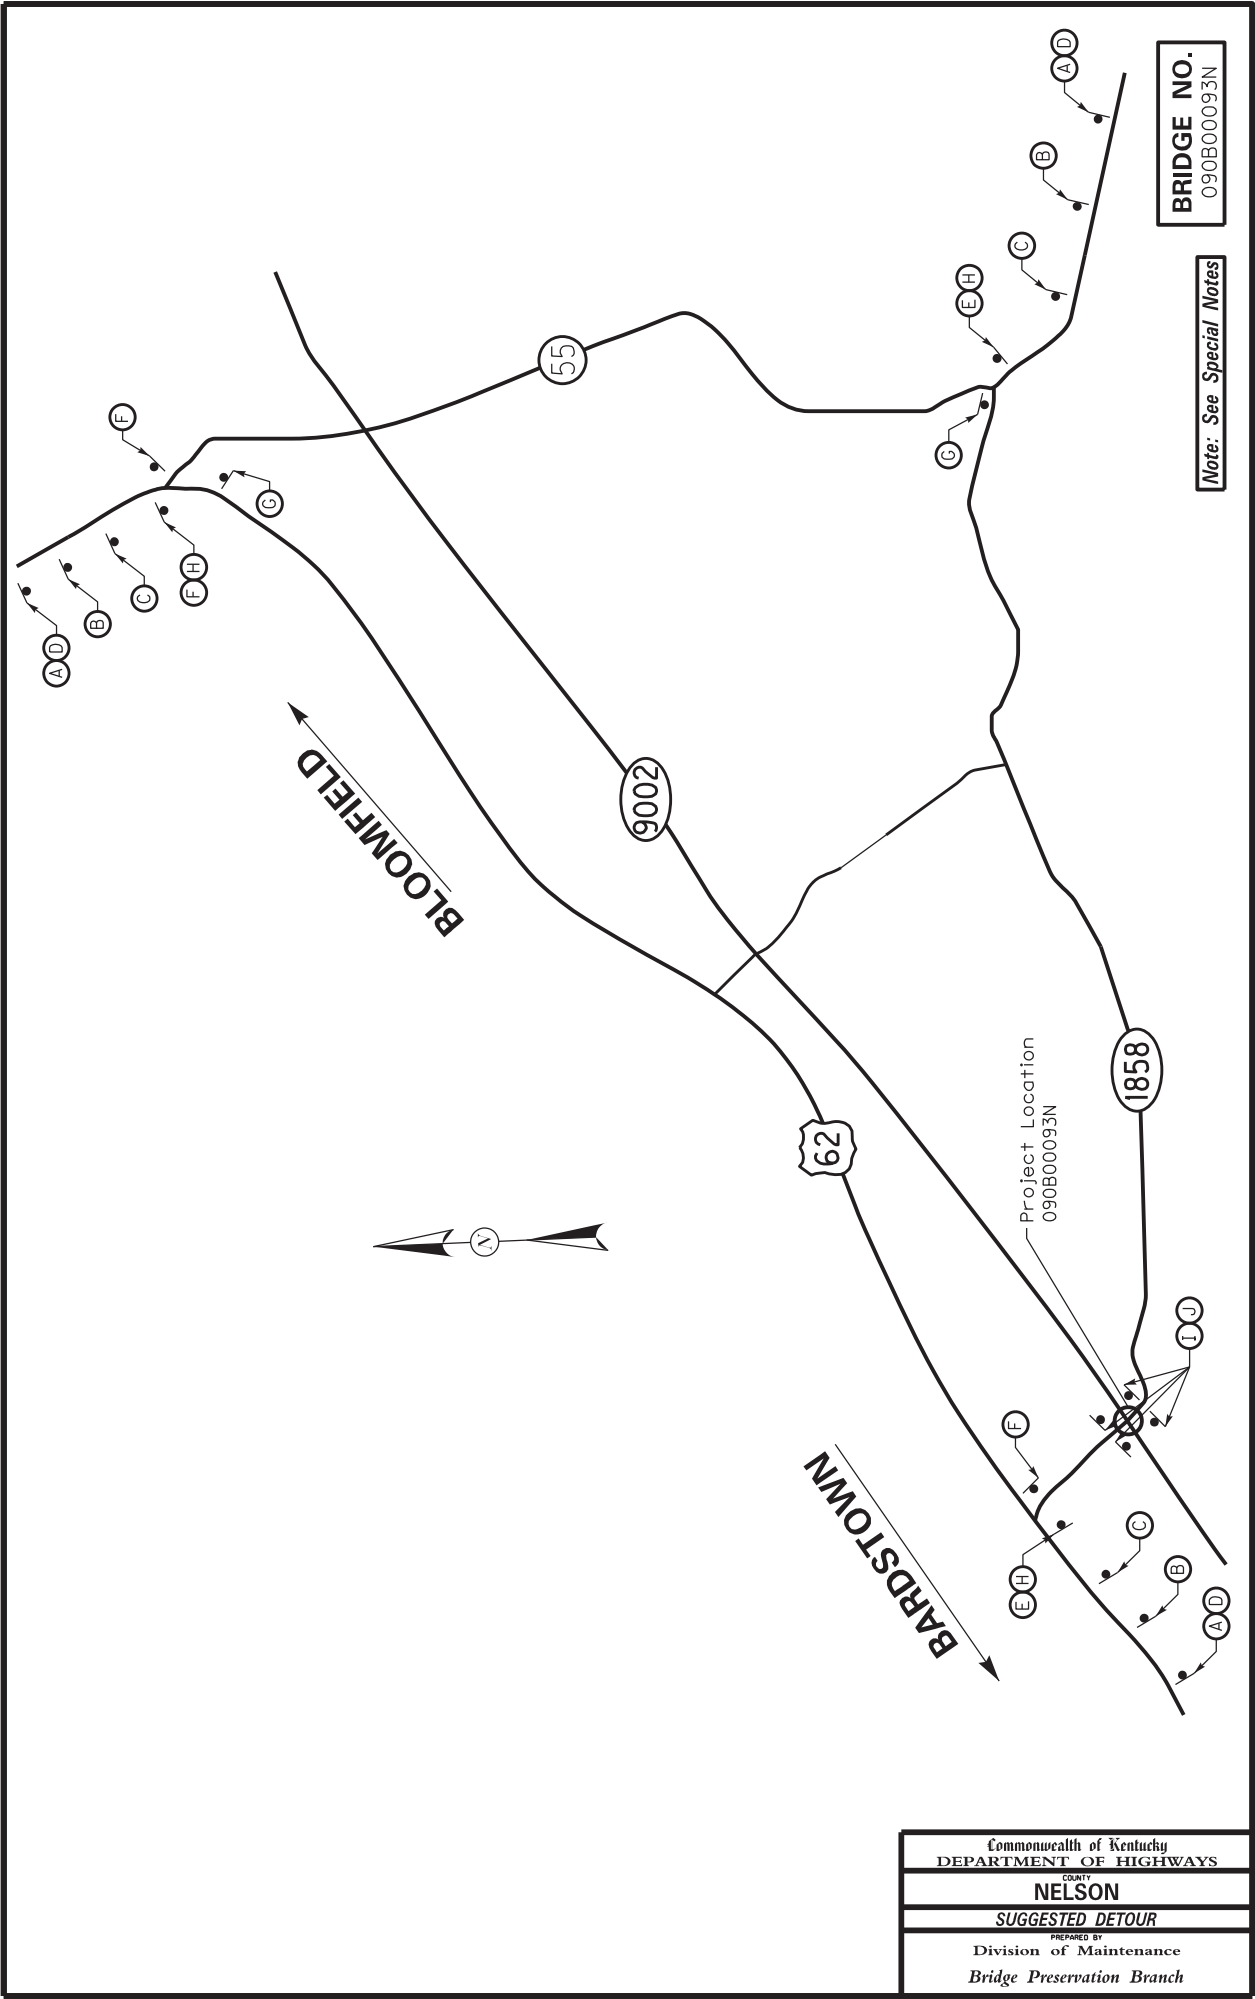 A D
B
C
E H
G
BRIDGE NO.
090B00093N
Note: See Special Notes
55
F
G
F H
C
B
A D
BLOOMFIELD
9002
1858
Project Location
090B00093N
62
N
I J
F
BARDSTOWN
E H
C
B
A D
Commonwealth of Kentucky
DEPARTMENT OF HIGHWAYS
COUNTY
NELSON
SUGGESTED DETOUR
PREPARED BY
Division of Maintenance
Bridge Preservation Branch